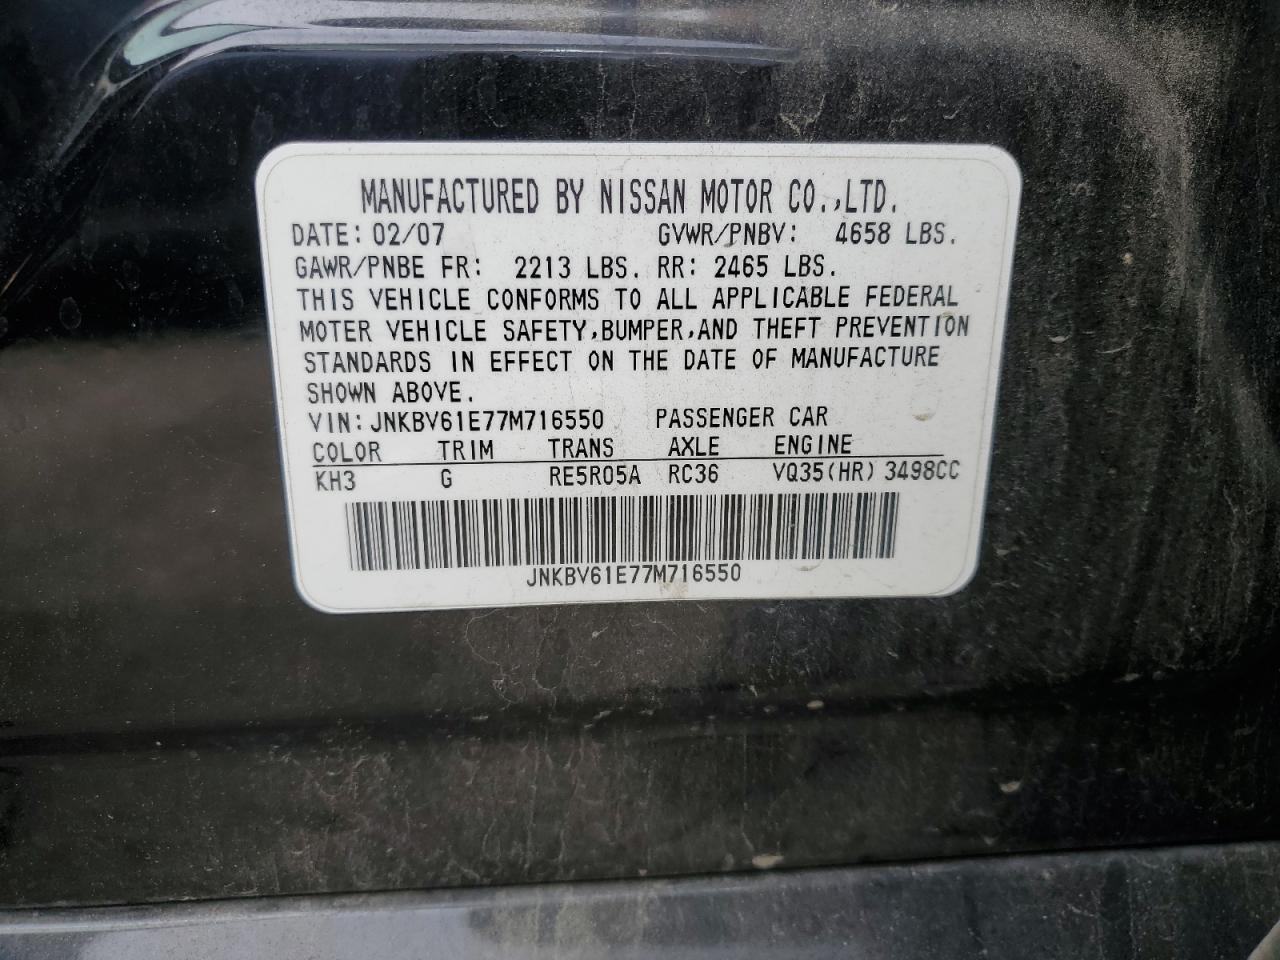 MANUFACTURED BY NISSAN MOTOR CO.,LTD.
DATE: 02/07 GVWR/PNBV: 4658 LBS.
GAWR/PNBE FR: 2213 LBS. RR: 2465 LBS.
THIS VEHICLE CONFORMS TO ALL APPLICABLE FEDERAL
MOTER VEHICLE SAFETY,BUMPER,AND THEFT PREVENTION
STANDARDS IN EFFECT ON THE DATE OF MANUFACTURE
SHOWN ABOVE.
VIN: JNKBV61E77M716550 PASSENGER CAR
COLOR TRIM TRANS AXLE ENGINE
KH3 G RE5R05A RC36 VQ35(HR) 3498CC
JNKBV61E77M716550